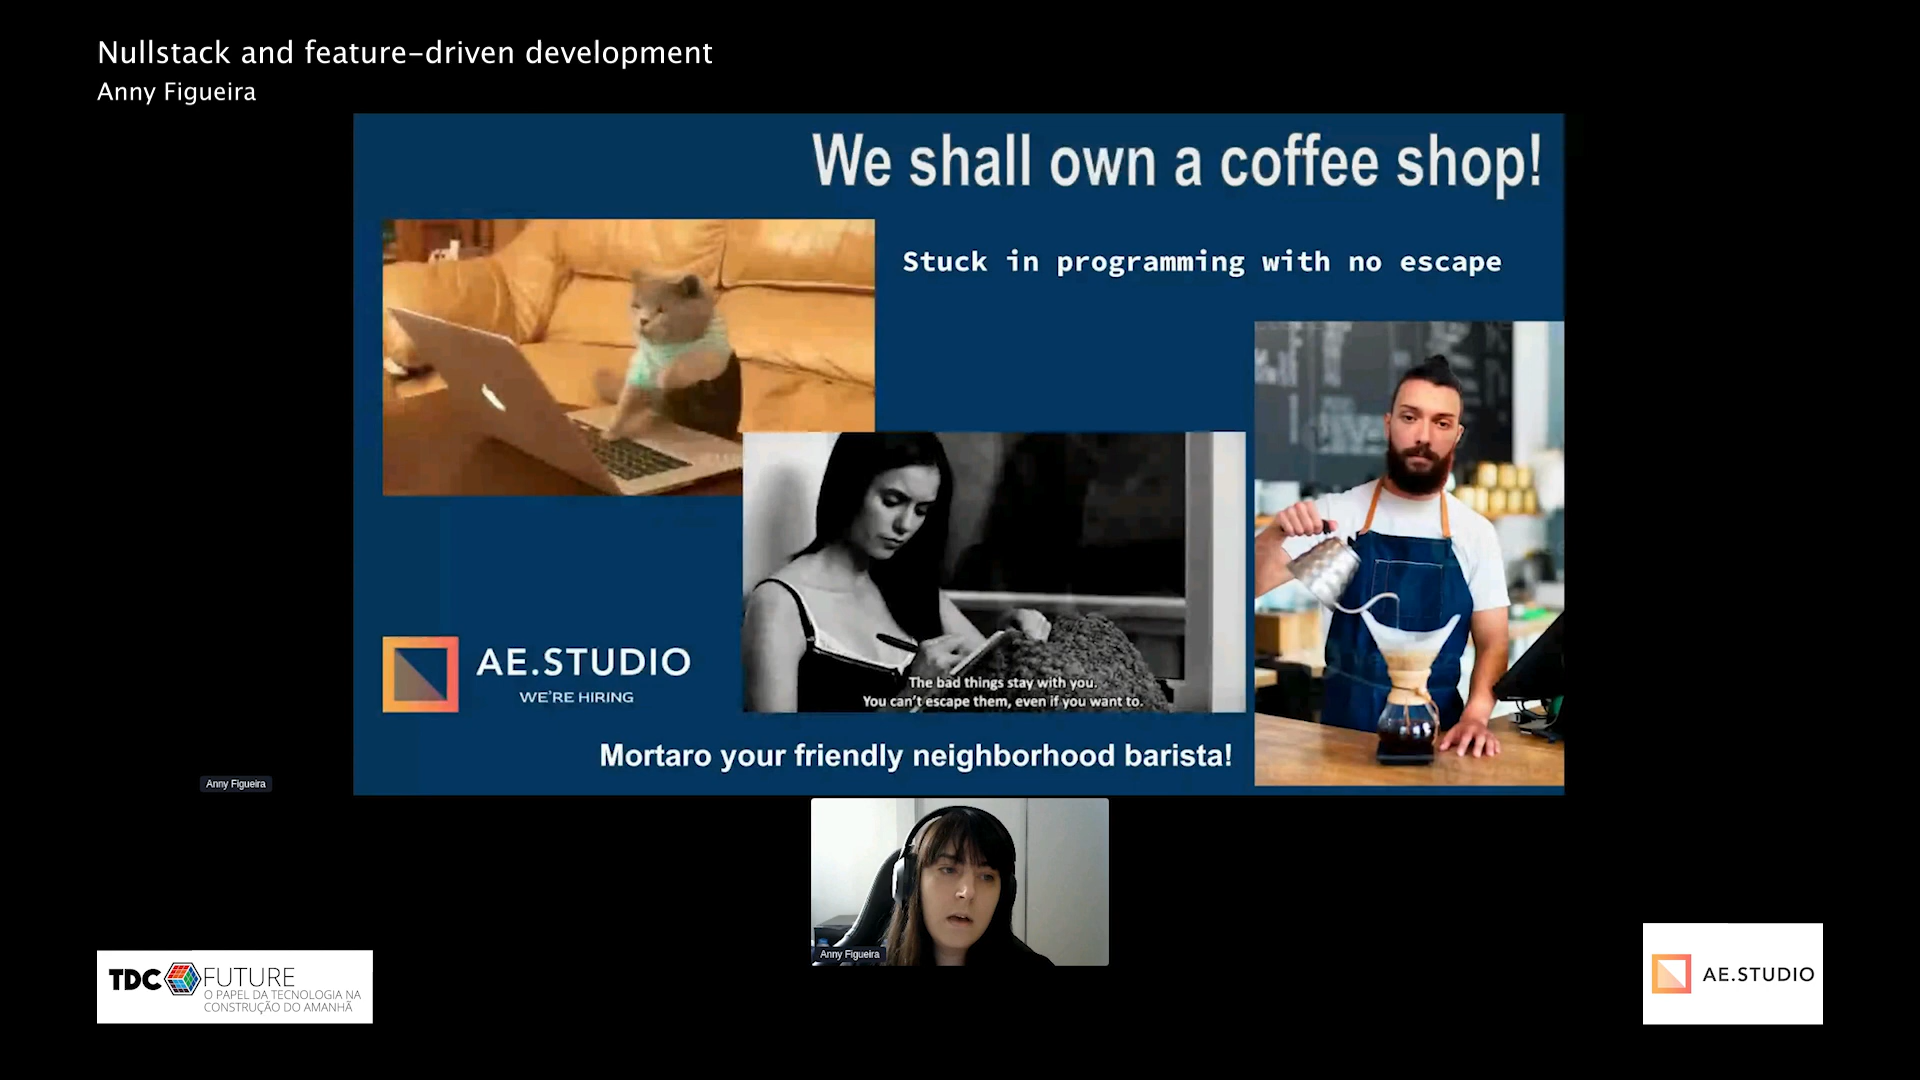 Nullstack and feature-driven development
Anny Figueira
We shall own a coffee shop!
Stuck in programming with no escape
The bad things stay with you.
You can't escape them, even if you want to.
AE.STUDIO
WE'RE HIRING
Mortaro your friendly neighborhood barista!
Anny Figueira
Anny Figueira
TDC FUTURE
O PAPEL DA TECNOLOGIA NA
CONSTRUÇÃO DO AMANHÃ
AE.STUDIO